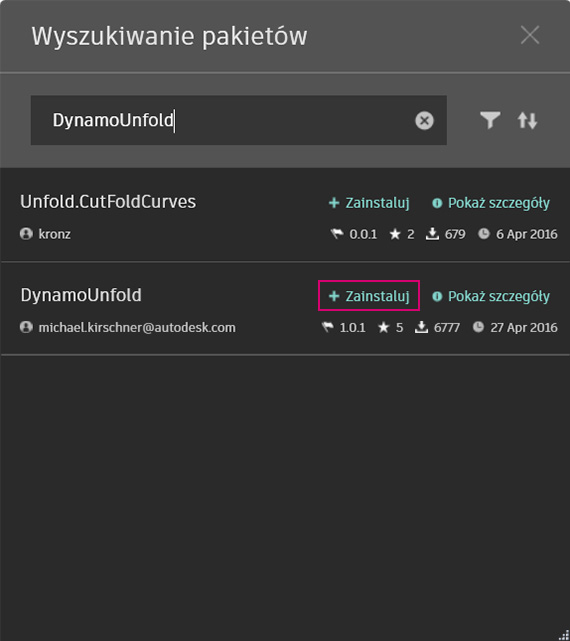 Wyszukiwanie pakietów
DynamoUnfold
Unfold.CutFoldCurves
Zainstaluj
Pokaż szczegóły
kronz
0.0.1 2 679 6 Apr 2016
DynamoUnfold
Zainstaluj
Pokaż szczegóły
michael.kirschner@autodesk.com
1.0.1 5 6777 27 Apr 2016